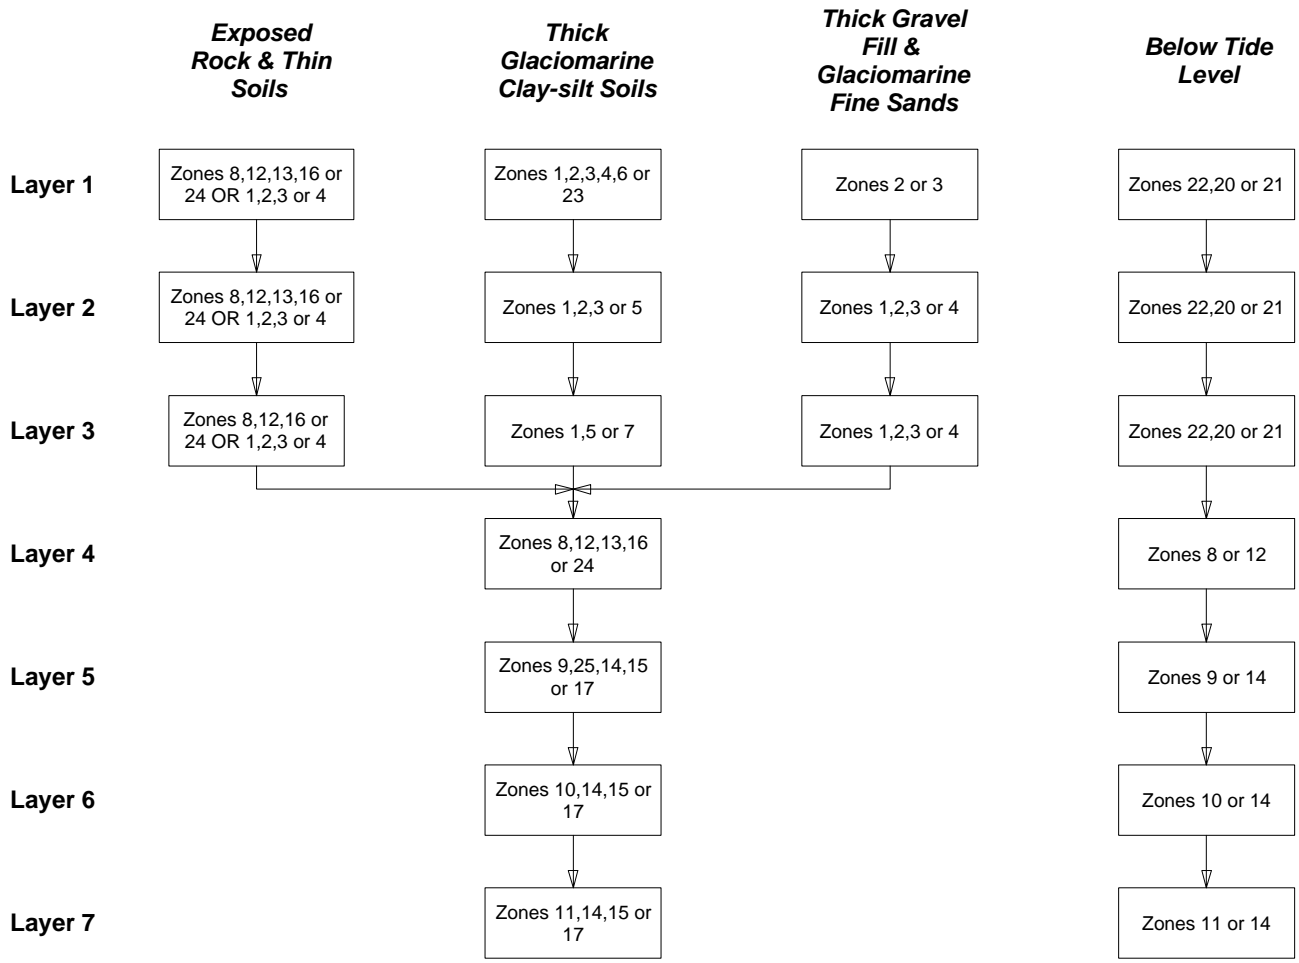 Exposed
Rock & Thin
Soils
Thick
Glaciomarine
Clay-silt Soils
Thick Gravel
Fill &
Glaciomarine
Fine Sands
Below Tide
Level
Layer 1
Zones 8,12,13,16 or
24 OR 1,2,3 or 4
Zones 1,2,3,4,6 or
23
Zones 2 or 3
Zones 22,20 or 21
Layer 2
Zones 8,12,13,16 or
24 OR 1,2,3 or 4
Zones 1,2,3 or 5
Zones 1,2,3 or 4
Zones 22,20 or 21
Layer 3
Zones 8,12,16 or
24 OR 1,2,3 or 4
Zones 1,5 or 7
Zones 1,2,3 or 4
Zones 22,20 or 21
Layer 4
Zones 8,12,13,16
or 24
Zones 8 or 12
Layer 5
Zones 9,25,14,15
or 17
Zones 9 or 14
Layer 6
Zones 10,14,15 or
17
Zones 10 or 14
Layer 7
Zones 11,14,15 or
17
Zones 11 or 14